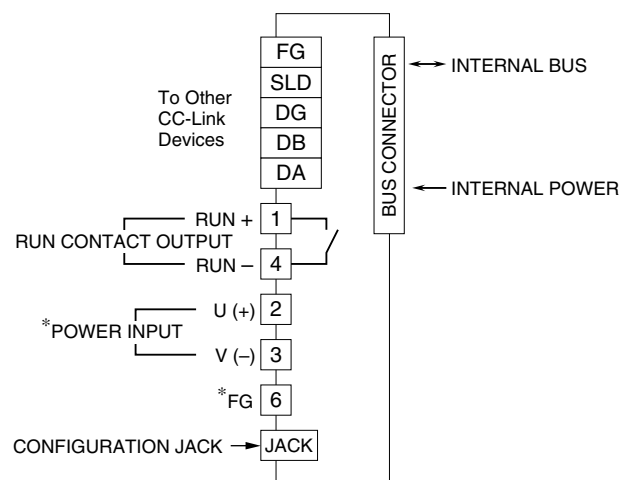 FG
SLD
DG
DB
DA
To Other
CC-Link
Devices
BUS CONNECTOR
INTERNAL BUS
INTERNAL POWER
RUN + 1
RUN CONTACT OUTPUT
RUN – 4
U (+) 2
*POWER INPUT
V (–) 3
*FG 6
CONFIGURATION JACK JACK